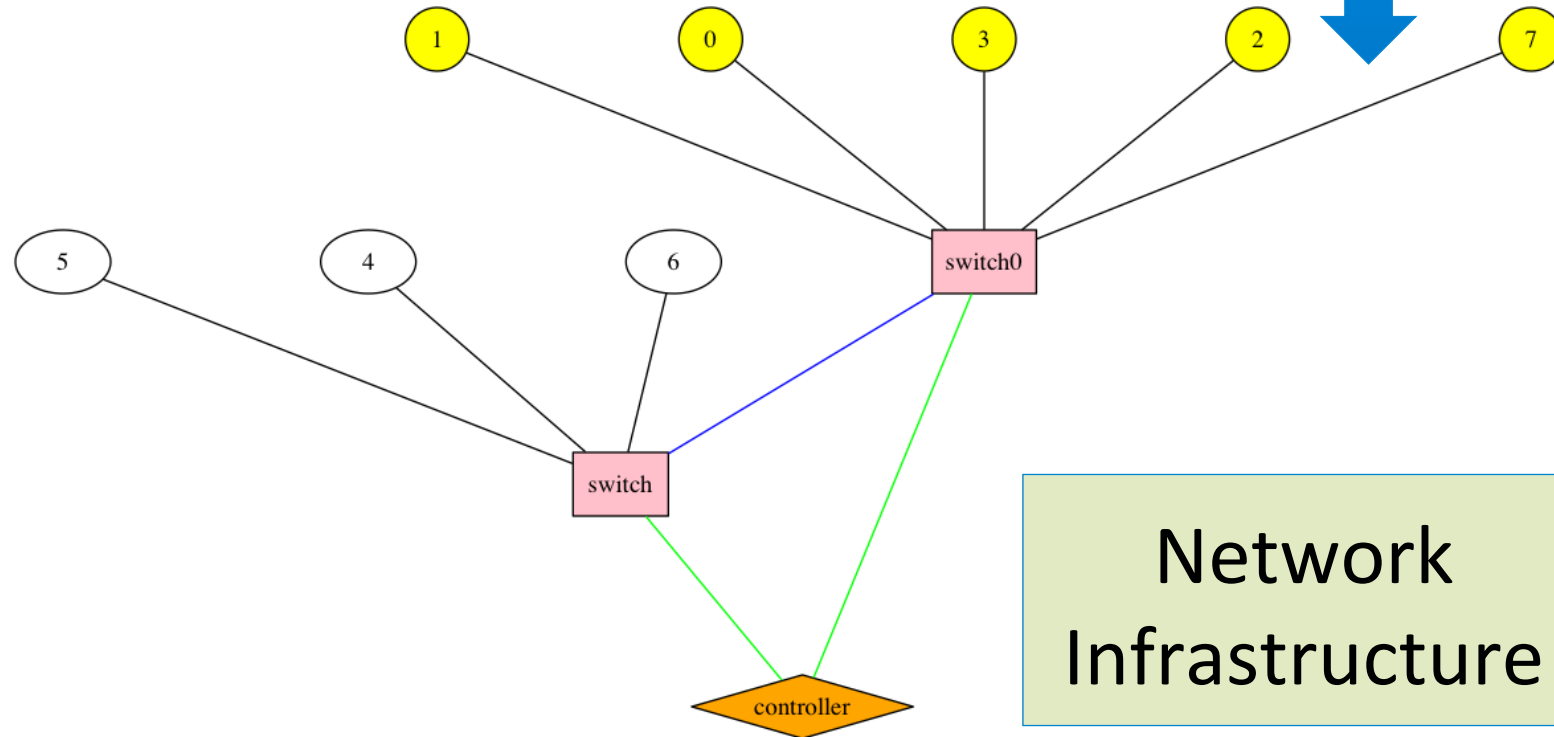 1
0
3
2
7
5
4
6
switch0
switch
Network
Infrastructure
controller